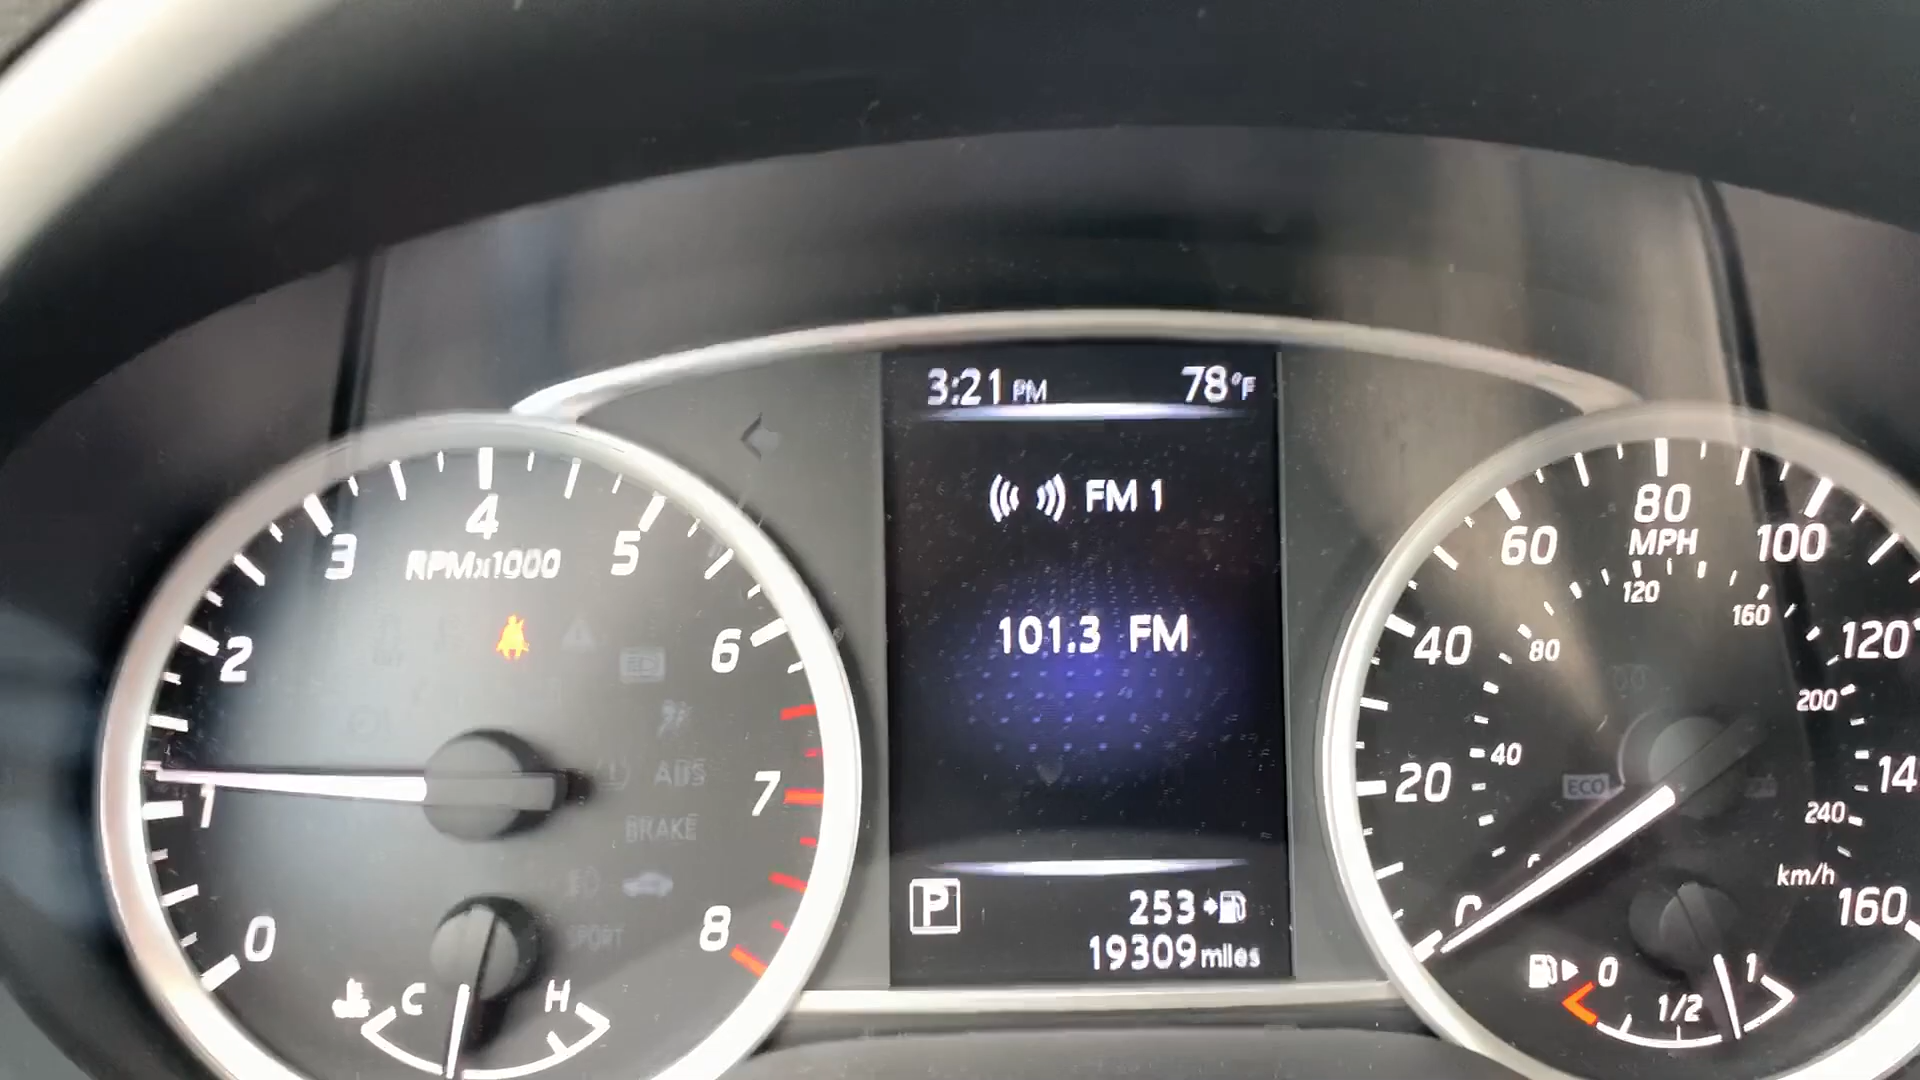 3:21 PM 78°F
FM 1
101.3 FM
P
253
19309 miles
0
1
2
3
4
5
6
7
8
RPMx1000
ABS
BRAKE
SPORT
C H
20
40
60
80
100
120
160
MPH
40
80
120
160
200
240
km/h
ECO
0 1/2 1